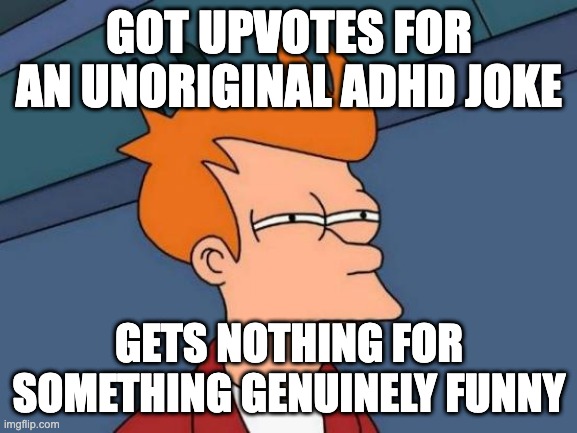 GOT UPVOTES FOR
AN UNORIGINAL ADHD JOKE
GETS NOTHING FOR
SOMETHING GENUINELY FUNNY
imgflip.com